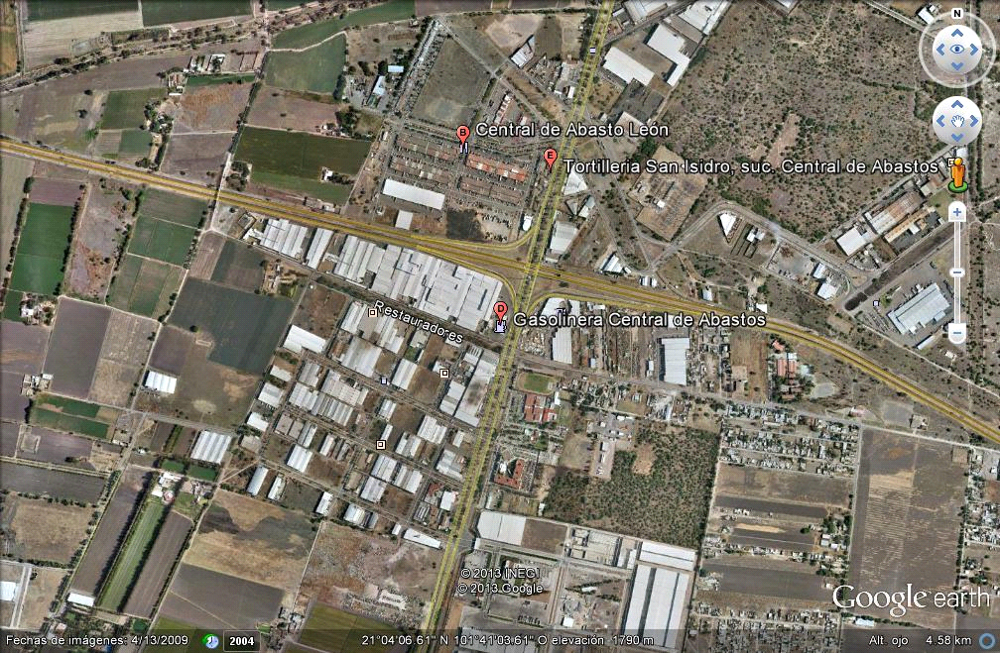 N
B
Central de Abasto León
E
Tortilleria San Isidro, suc. Central de Abastos
D
Gasolinera Central de Abastos
Restauradores
© 2013 INEGI
© 2013 Google
Google earth
Fechas de imágenes: 4/13/2009
2004
21°04'06.61" N 101°41'03.61" O elevación 1790 m
Alt. ojo 4.58 km